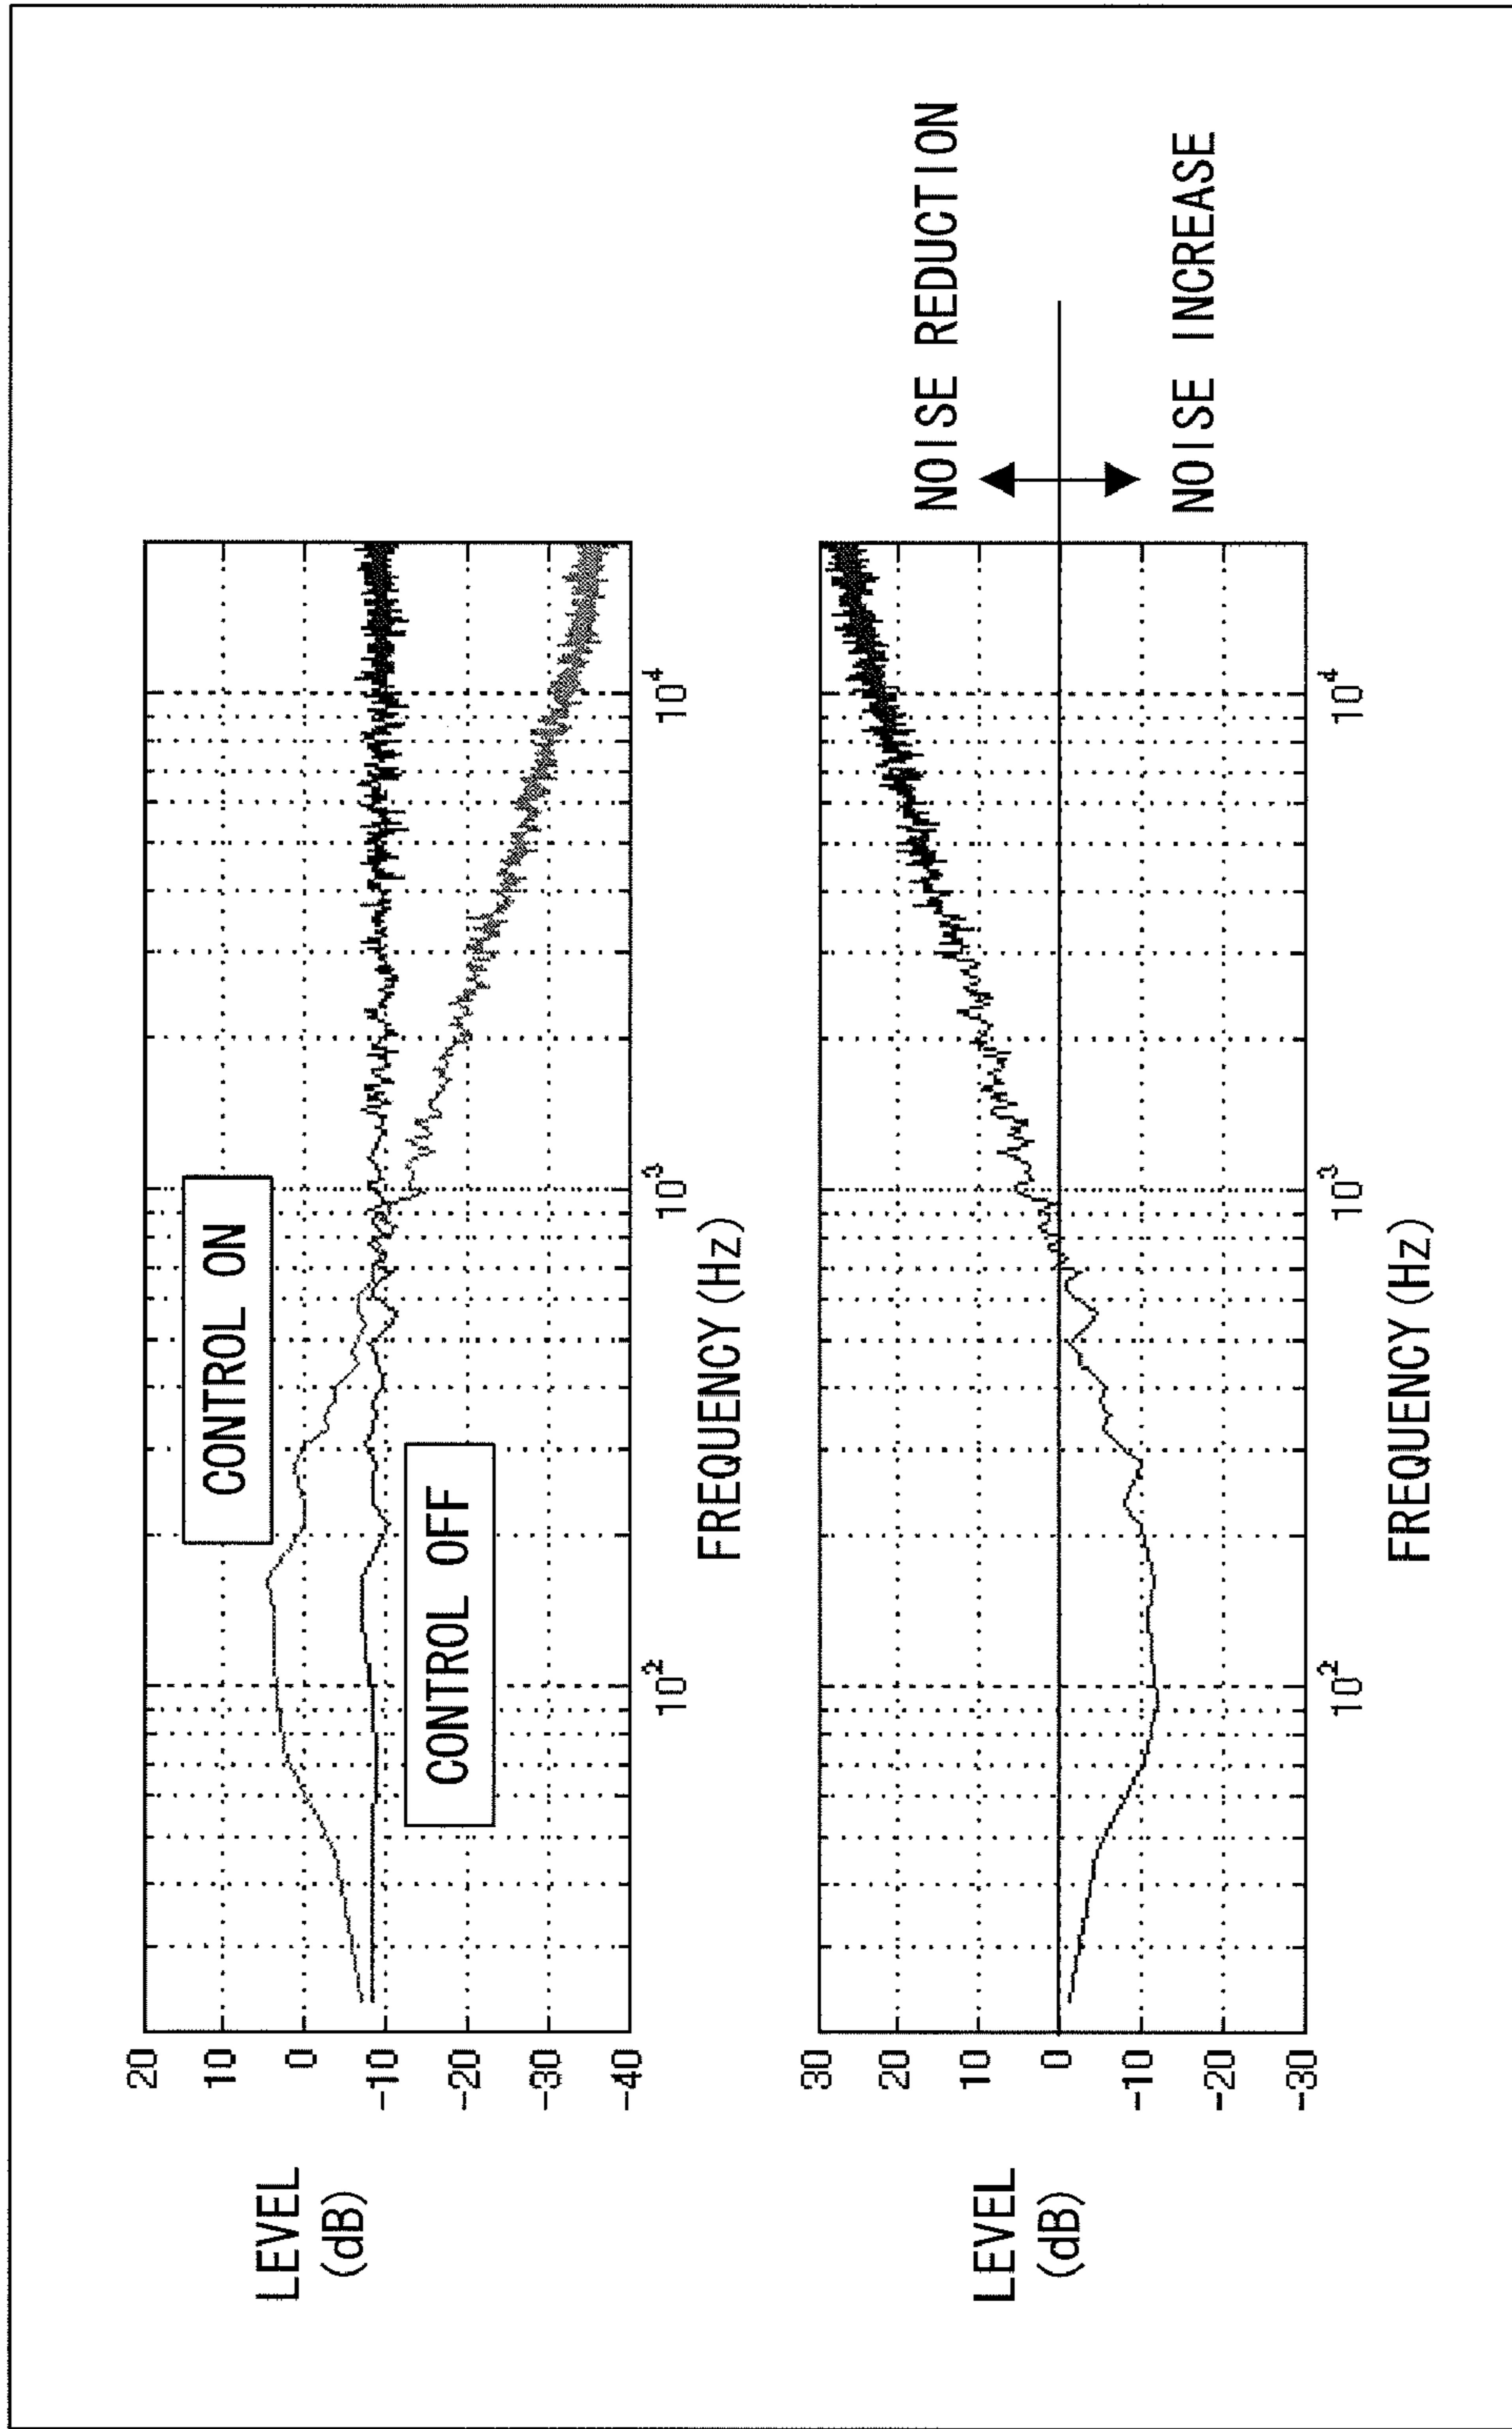 LEVEL
(dB)
20
10
0
-10
-20
-30
-40
CONTROL ON
CONTROL OFF
10²
10³
10⁴
FREQUENCY (Hz)
LEVEL
(dB)
30
20
10
0
-10
-20
-30
NOISE REDUCTION
NOISE INCREASE
10²
10³
10⁴
FREQUENCY (Hz)